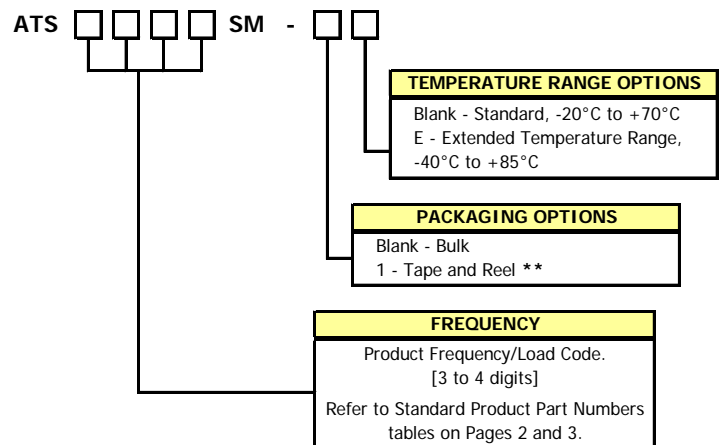 ATS SM -
TEMPERATURE RANGE OPTIONS
Blank - Standard, -20°C to +70°C
E - Extended Temperature Range,
-40°C to +85°C
PACKAGING OPTIONS
Blank - Bulk
1 - Tape and Reel **
FREQUENCY
Product Frequency/Load Code.
[3 to 4 digits]
Refer to Standard Product Part Numbers
tables on Pages 2 and 3.